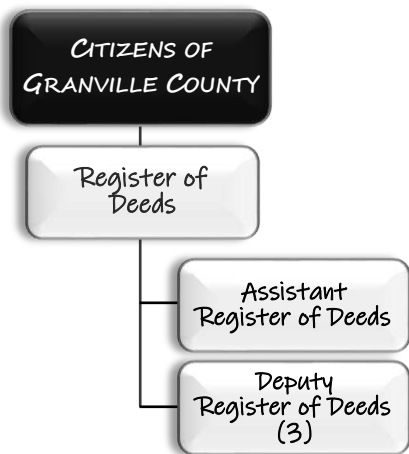 CITIZENS OF
GRANVILLE COUNTY
Register of
Deeds
Assistant
Register of Deeds
Deputy
Register of Deeds
(3)